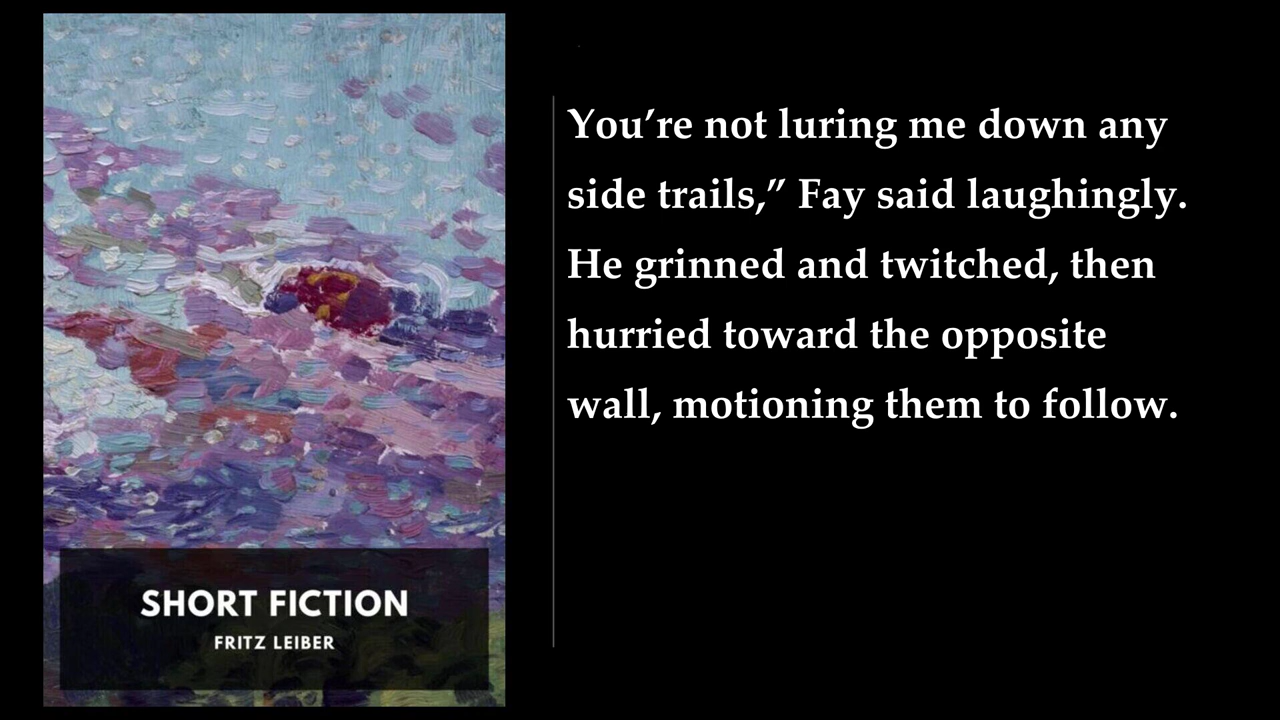 You’re not luring me down any
side trails,” Fay said laughingly.
He grinned and twitched, then
hurried toward the opposite
wall, motioning them to follow.
SHORT FICTION
FRITZ LEIBER